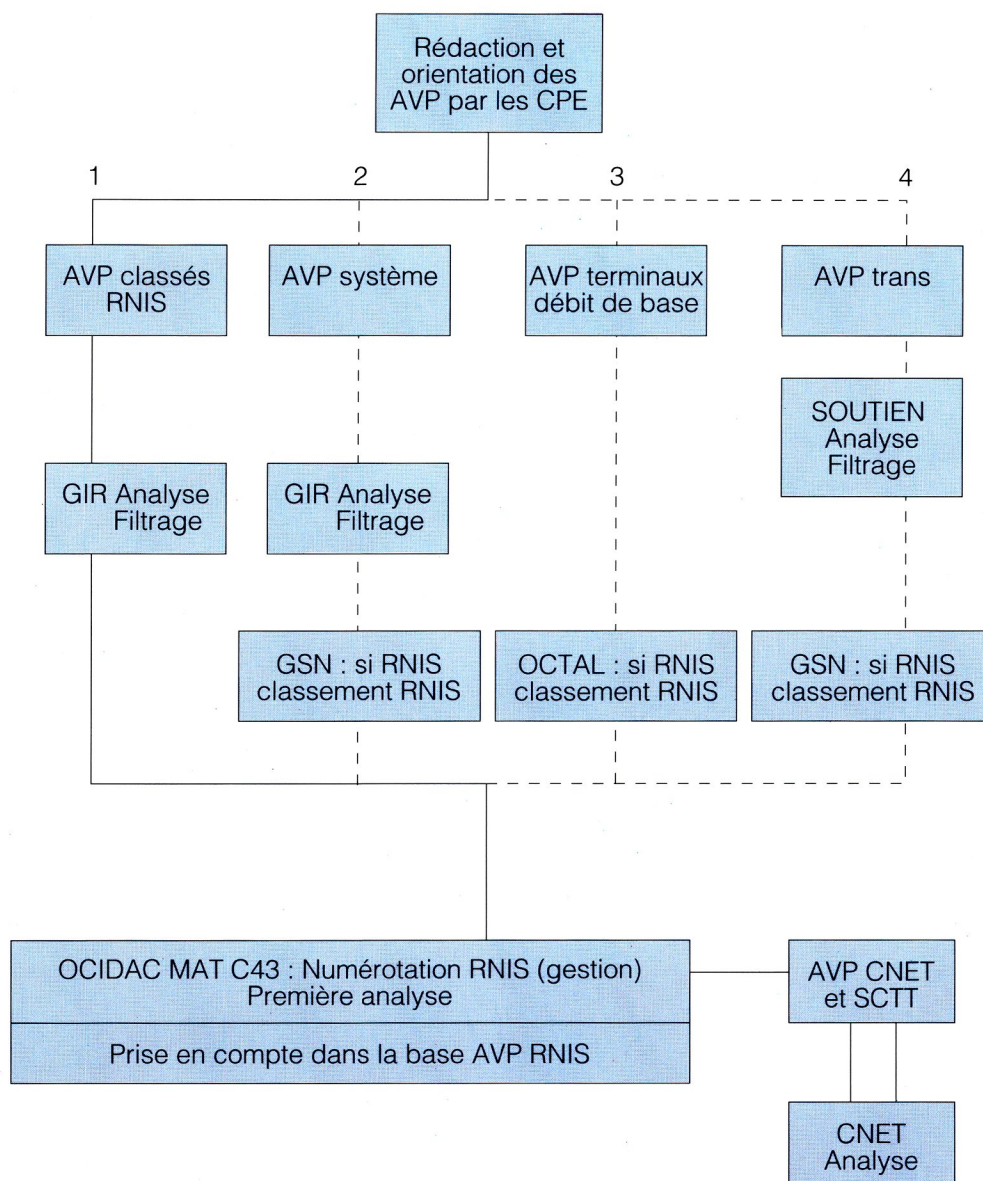 Rédaction et
orientation des
AVP par les CPE
1
2
3
4
AVP classés
RNIS
AVP système
AVP terminaux
débit de base
AVP trans
SOUTIEN
Analyse
Filtrage
GIR Analyse
Filtrage
GIR Analyse
Filtrage
GSN : si RNIS
classement RNIS
OCTAL : si RNIS
classement RNIS
GSN : si RNIS
classement RNIS
OCIDAC MAT C43 : Numérotation RNIS (gestion)
Première analyse
Prise en compte dans la base AVP RNIS
AVP CNET
et SCTT
CNET
Analyse